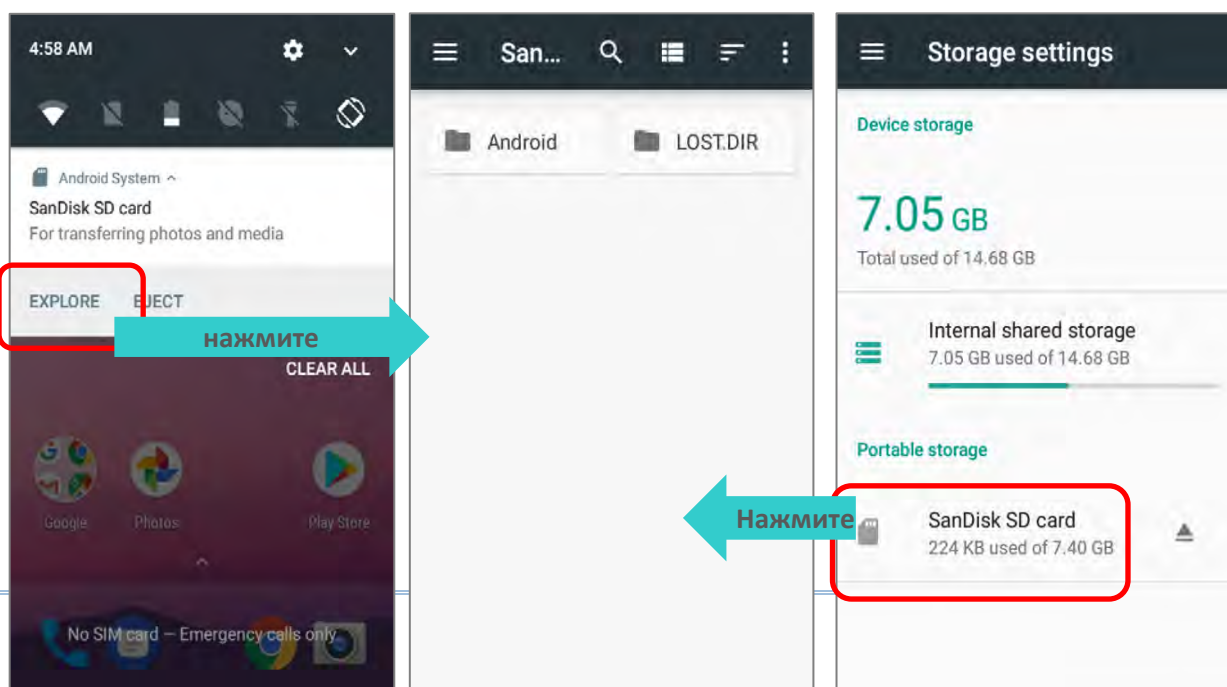 4:58 AM
Android System
SanDisk SD card
For transferring photos and media
EXPLORE EJECT
нажмите
CLEAR ALL
Google Photos Play Store
No SIM card – Emergency calls only
San...
Android LOST.DIR
Нажмите
Storage settings
Device storage
7.05 GB
Total used of 14.68 GB
Internal shared storage
7.05 GB used of 14.68 GB
Portable storage
SanDisk SD card
224 KB used of 7.40 GB